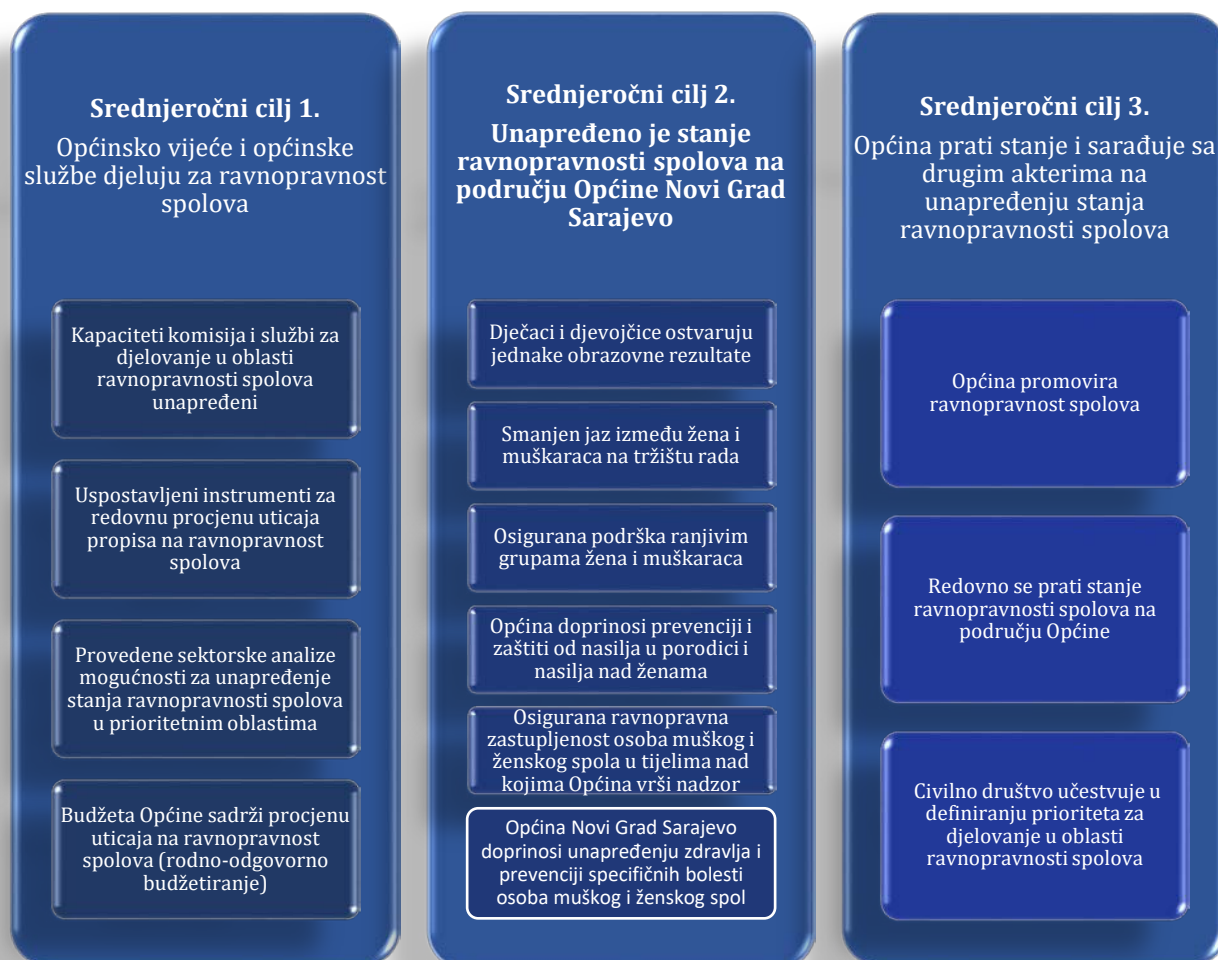 Srednjeročni cilj 1.
Općinsko vijeće i općinske
službe djeluju za ravnopravnost
spolova
Kapaciteti komisija i službi za
djelovanje u oblasti
ravnopravnosti spolova
unapređeni
Uspostavljeni instrumenti za
redovnu procjenu uticaja
propisa na ravnopravnost
spolova
Provedene sektorske analize
mogućnosti za unapređenje
stanja ravnopravnosti spolova
u prioritetnim oblastima
Budžeta Općine sadrži procjenu
uticaja na ravnopravnost
spolova (rodno-odgovorno
budžetiranje)
Srednjeročni cilj 2.
Unapređeno je stanje
ravnopravnosti spolova na
području Općine Novi Grad
Sarajevo
Dječaci i djevojčice ostvaruju
jednake obrazovne rezultate
Smanjen jaz između žena i
muškaraca na tržištu rada
Osigurana podrška ranjivim
grupama žena i muškaraca
Općina doprinosi prevenciji i
zaštiti od nasilja u porodici i
nasilja nad ženama
Osigurana ravnopravna
zastupljenost osoba muškog i
ženskog spola u tijelima nad
kojima Općina vrši nadzor
Općina Novi Grad Sarajevo
doprinosi unapređenju zdravlja i
prevenciji specifičnih bolesti
osoba muškog i ženskog spol
Srednjeročni cilj 3.
Općina prati stanje i sarađuje sa
drugim akterima na
unapređenju stanja
ravnopravnosti spolova
Općina promovira
ravnopravnost spolova
Redovno se prati stanje
ravnopravnosti spolova na
području Općine
Civilno društvo učestvuje u
definiranju prioriteta za
djelovanje u oblasti
ravnopravnosti spolova